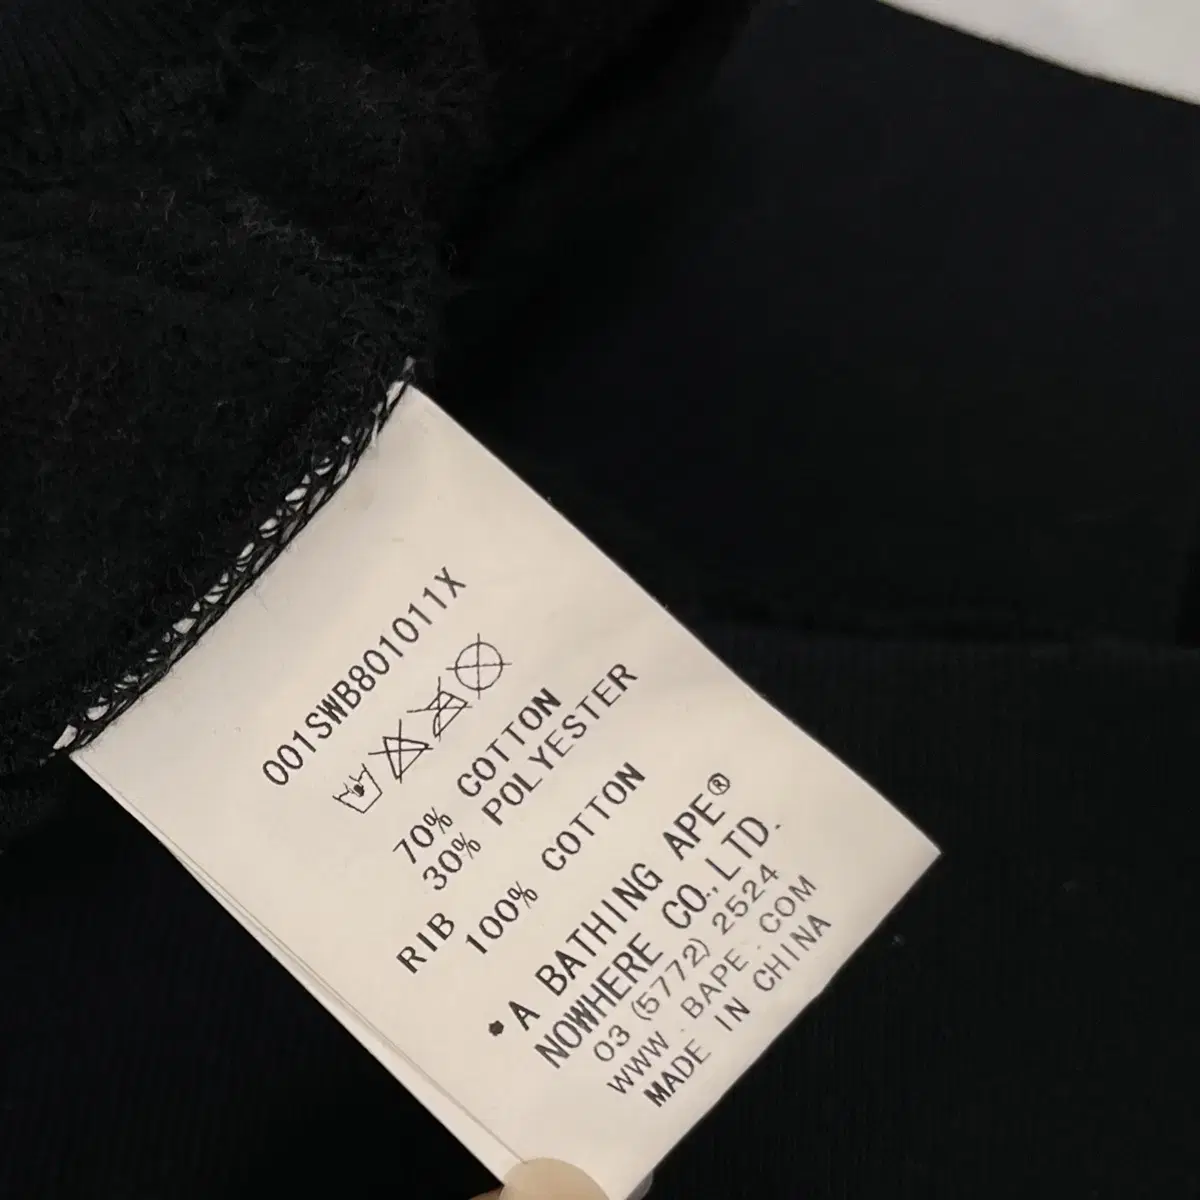 001SWB801011X
70% COTTON
30% POLYESTER
RIB 100% COTTON
A BATHING APE®
NOWHERE CO., LTD.
03 (5772) 2524
WWW.BAPE.COM
MADE IN CHINA